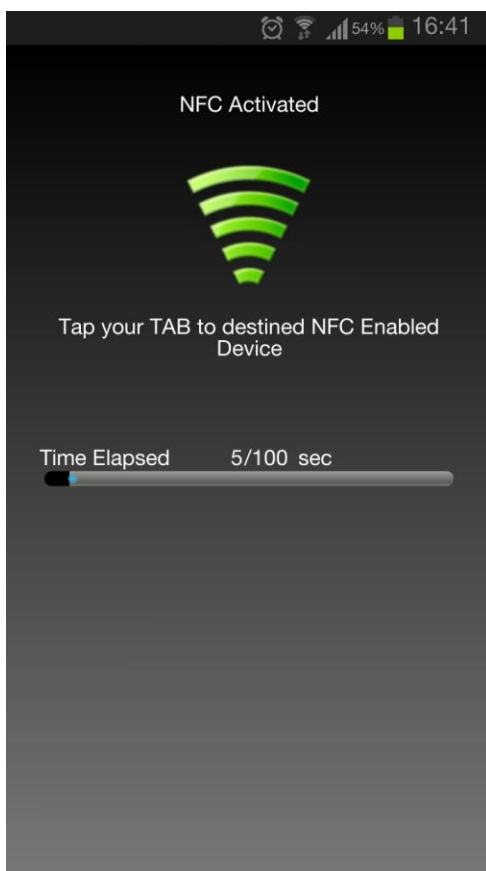 54% 16:41
NFC Activated
Tap your TAB to destined NFC Enabled
Device
Time Elapsed 5/100 sec